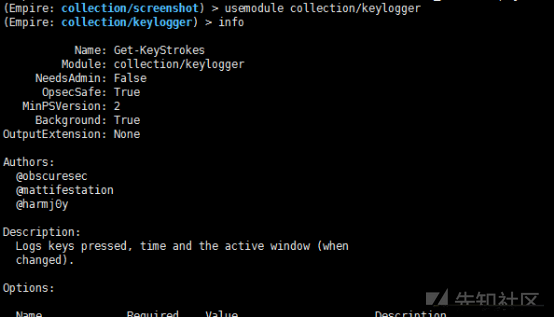 (Empire: collection/screenshot) > usemodule collection/keylogger
(Empire: collection/keylogger) > info
Name: Get-KeyStrokes
Module: collection/keylogger
NeedsAdmin: False
OpsecSafe: True
MinPSVersion: 2
Background: True
OutputExtension: None
Authors:
@obscuresec
@mattifestation
@harmj0y
Description:
Logs keys pressed, time and the active window (when
changed).
Options:
Name Required Value Description
先知社区